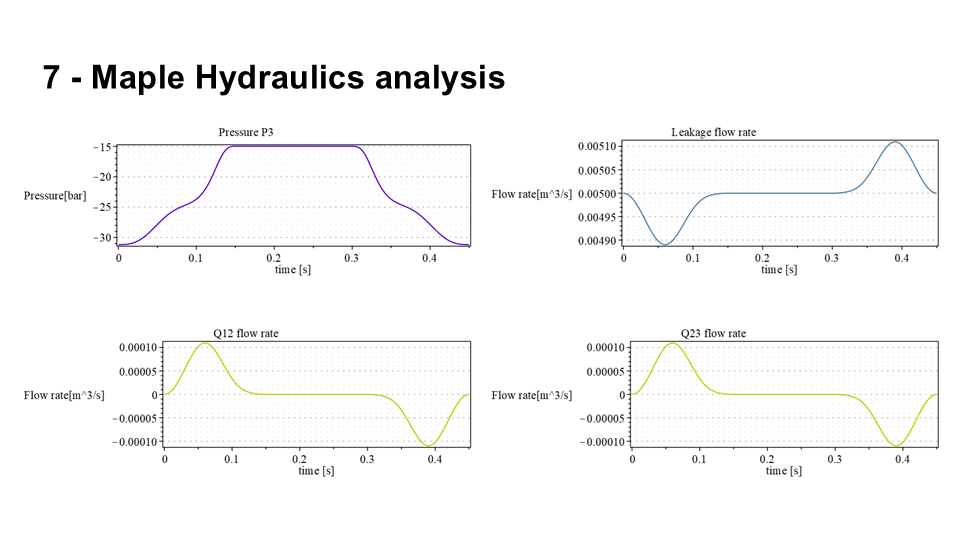 7 - Maple Hydraulics analysis
Pressure P3
Pressure[bar]
−15
−20
−25
−30
0 0.1 0.2 0.3 0.4
time [s]
Leakage flow rate
Flow rate[m^3/s]
0.00510
0.00505
0.00500
0.00495
0.00490
0 0.1 0.2 0.3 0.4
time [s]
Q12 flow rate
Flow rate[m^3/s]
0.00010
0.00005
0
−0.00005
−0.00010
0 0.1 0.2 0.3 0.4
time [s]
Q23 flow rate
Flow rate[m^3/s]
0.00010
0.00005
0
−0.00005
−0.00010
0 0.1 0.2 0.3 0.4
time [s]